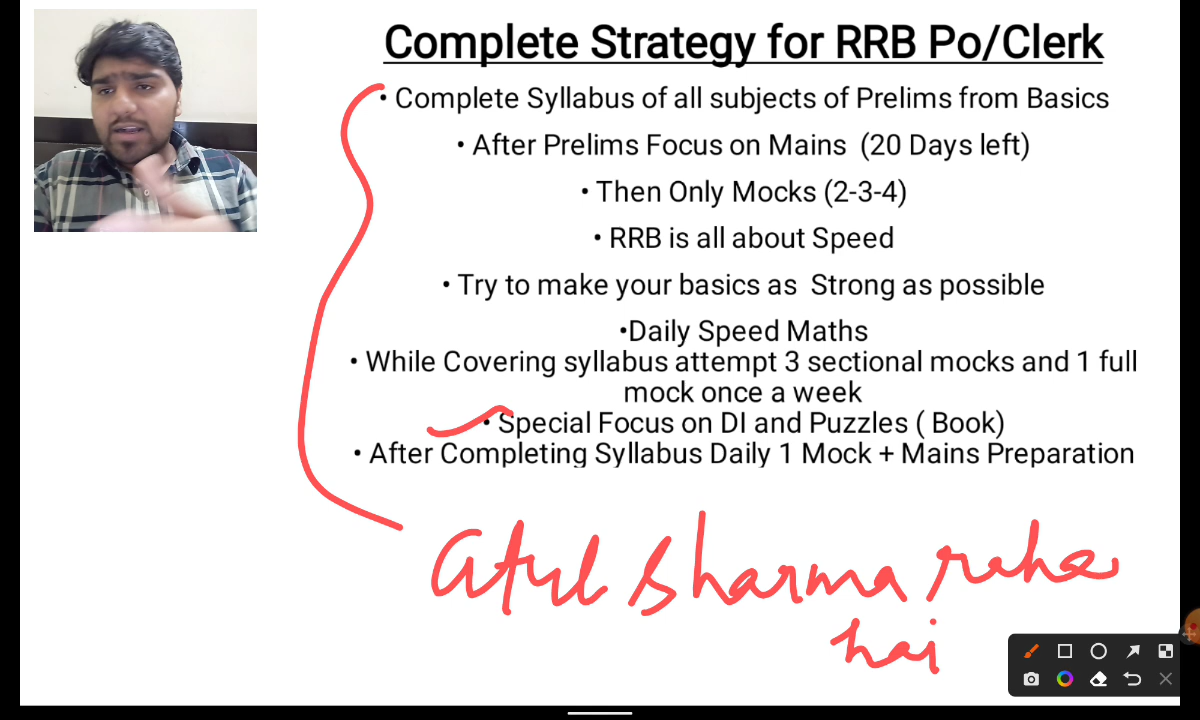 Complete Strategy for RRB Po/Clerk
• Complete Syllabus of all subjects of Prelims from Basics
• After Prelims Focus on Mains (20 Days left)
• Then Only Mocks (2-3-4)
• RRB is all about Speed
• Try to make your basics as Strong as possible
•Daily Speed Maths
• While Covering syllabus attempt 3 sectional mocks and 1 full
mock once a week
• Special Focus on DI and Puzzles ( Book)
• After Completing Syllabus Daily 1 Mock + Mains Preparation
atul sharma raha
hai